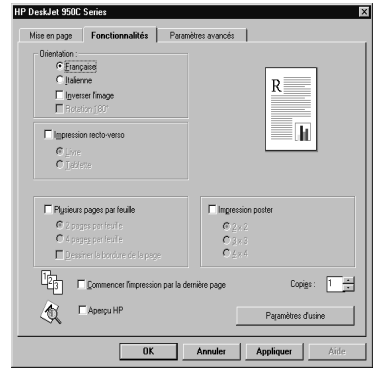 HP DeskJet 950C Series
Mise en page Fonctionnalités Paramètres avancés
Orientation :
Française
Italienne
Inverser l'image
Rotation 180°
R
Impression recto-verso
Livre
Tablette
Plusieurs pages par feuille
2 pages par feuille
4 pages par feuille
Dessiner la bordure de la page
Impression poster
2 x 2
3 x 3
4 x 4
1 2 3
Commencer l'impression par la dernière page
Copies : 1
Aperçu HP
Paramètres d'usine
OK Annuler Appliquer Aide